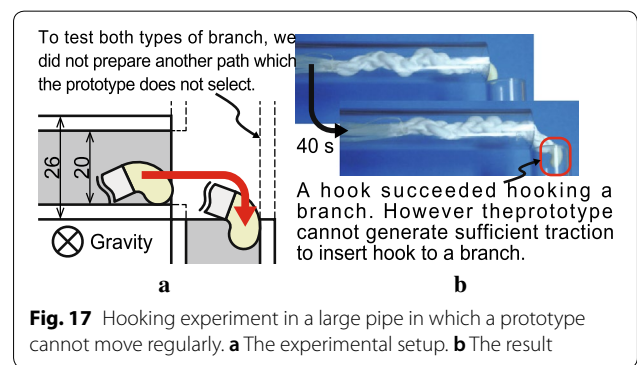 To test both types of branch, we
did not prepare another path which
the prototype does not select.
26
20
Gravity
a
40 s
A hook succeeded hooking a
branch. However theprototype
cannot generate sufficient traction
to insert hook to a branch.
b
Fig. 17 Hooking experiment in a large pipe in which a prototype
cannot move regularly. a The experimental setup. b The result